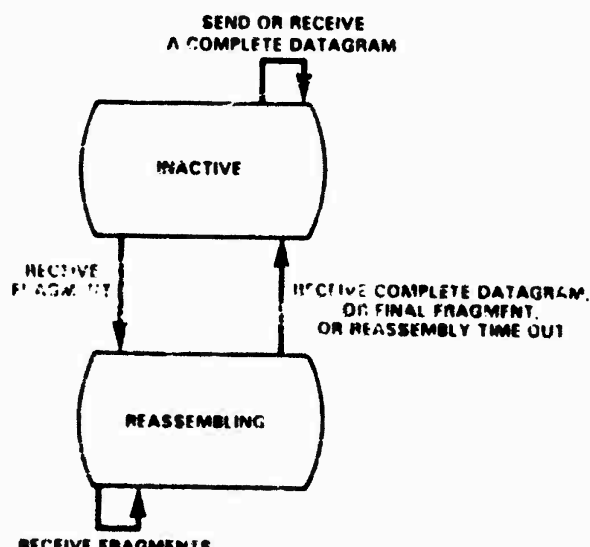 SEND OR RECEIVE
A COMPLETE DATAGRAM
INACTIVE
RECEIVE
FRAGMENT
RECEIVE COMPLETE DATAGRAM,
OR FINAL FRAGMENT,
OR REASSEMBLY TIME OUT
REASSEMBLING
RECEIVE FRAGMENTS